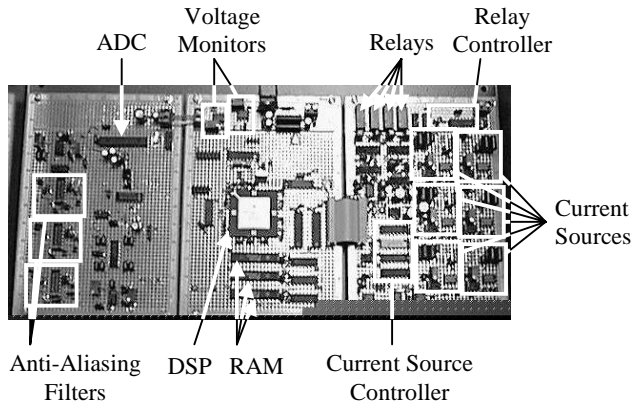 Voltage
Monitors
ADC
Relays
Relay
Controller
Current
Sources
Anti-Aliasing
Filters
DSP
RAM
Current Source
Controller